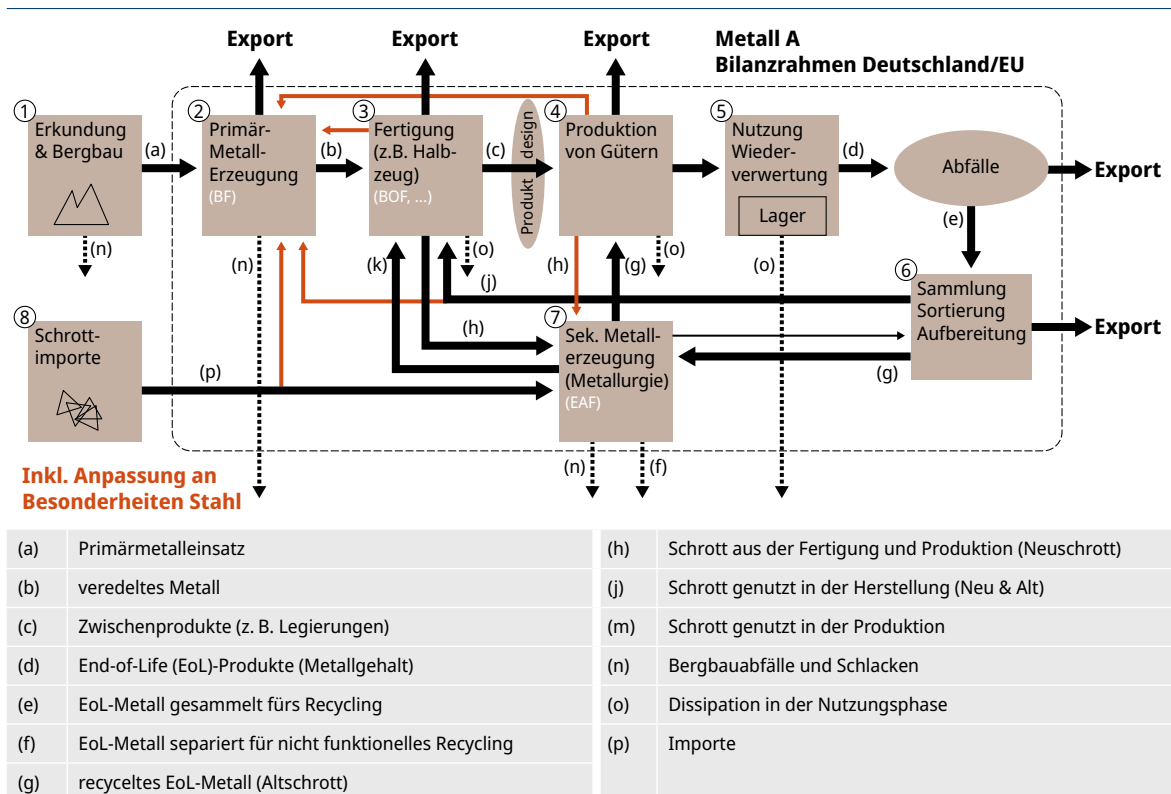 Export
Export
Export
Metall A
Bilanzrahmen Deutschland/EU
1
Erkundung
& Bergbau
(a)
(n)
2
Primär-
Metall-
Erzeugung
(BF)
(b)
(n)
3
Fertigung
(z.B. Halb-
zeug)
(BOF, ...)
(c)
(o)
(k)
(j)
(h)
Produkt design
4
Produktion
von Gütern
(h)
(g)
(o)
5
Nutzung
Wieder-
verwertung
Lager
(d)
(o)
Abfälle
Export
(e)
6
Sammlung
Sortierung
Aufbereitung
Export
(g)
7
Sek. Metall-
erzeugung
(Metallurgie)
(EAF)
(n)
(f)
8
Schrott-
importe
(p)
Inkl. Anpassung an
Besonderheiten Stahl
(a) Primärmetalleinsatz
(b) veredeltes Metall
(c) Zwischenprodukte (z. B. Legierungen)
(d) End-of-Life (EoL)-Produkte (Metallgehalt)
(e) EoL-Metall gesammelt fürs Recycling
(f) EoL-Metall separiert für nicht funktionelles Recycling
(g) recyceltes EoL-Metall (Altschrott)
(h) Schrott aus der Fertigung und Produktion (Neuschrott)
(j) Schrott genutzt in der Herstellung (Neu & Alt)
(m) Schrott genutzt in der Produktion
(n) Bergbauabfälle und Schlacken
(o) Dissipation in der Nutzungsphase
(p) Importe